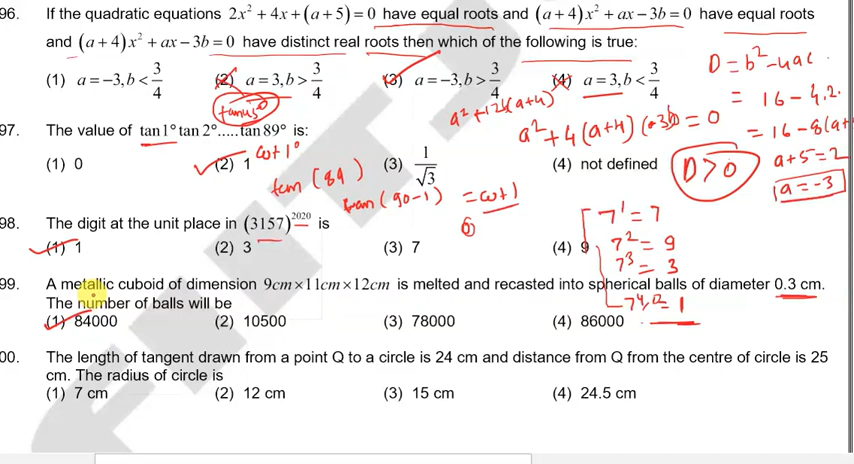 96. If the quadratic equations 2x² + 4x + (a + 5) = 0 have equal roots and (a + 4)x² + ax − 3b = 0 have equal roots
and (a + 4)x² + ax − 3b = 0 have distinct real roots then which of the following is true:
(1) a = −3, b < 3/4 (2) a = 3, b > 3/4 (3) a = −3, b > 3/4 (4) a = 3, b < 3/4
D = b² − 4ac
= 16 − 4.2.
= 16 − 8(a+
a + 5 = 2
a = −3
a² + 12b(a+4)
a² + 4(a+4)(+3b) = 0
D > 0
tan45°
97. The value of tan1° tan 2°.....tan89° is:
cot 1°
(1) 0 (2) 1 (3) 1/√3 (4) not defined
tan (89)
tan (90−1) = cot 1
98. The digit at the unit place in (3157)²⁰²⁰ is
(1) 1 (2) 3 (3) 7 (4) 9
7¹ = 7
7² = 9
7³ = 3
= 1
99. A metallic cuboid of dimension 9cm × 11cm × 12cm is melted and recasted into spherical balls of diameter 0.3 cm.
The number of balls will be
(1) 84000 (2) 10500 (3) 78000 (4) 86000
00. The length of tangent drawn from a point Q to a circle is 24 cm and distance from Q from the centre of circle is 25
cm. The radius of circle is
(1) 7 cm (2) 12 cm (3) 15 cm (4) 24.5 cm